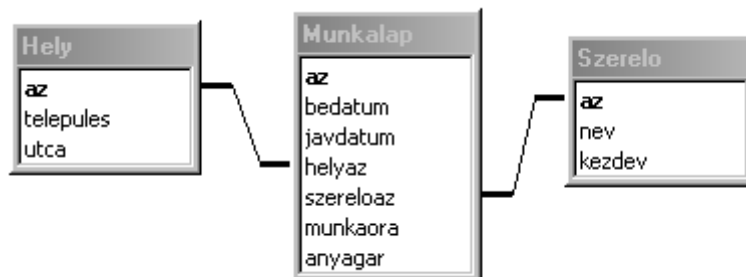 Hely
az
telepules
utca
Munkalap
az
bedatum
javdatum
helyaz
szereloaz
munkaora
anyagar
Szerelo
az
nev
kezdev